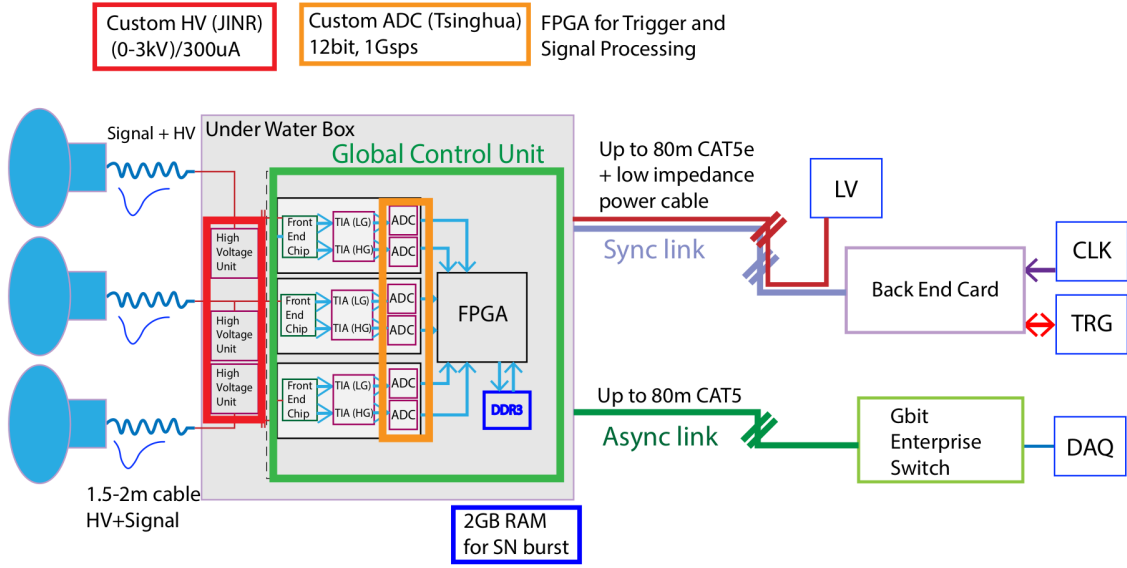 Custom HV (JINR)
(0-3kV)/300uA
Custom ADC (Tsinghua)
12bit, 1Gsps
FPGA for Trigger and
Signal Processing
Signal + HV
Under Water Box
Global Control Unit
High
Voltage
Unit
Front
End
Chip
TIA (LG)
TIA (HG)
ADC
ADC
High
Voltage
Unit
Front
End
Chip
TIA (LG)
TIA (HG)
ADC
ADC
High
Voltage
Unit
Front
End
Chip
TIA (LG)
TIA (HG)
ADC
ADC
FPGA
DDR3
1.5-2m cable
HV+Signal
2GB RAM
for SN burst
Up to 80m CAT5e
+ low impedance
power cable
Sync link
LV
Back End Card
CLK
TRG
Up to 80m CAT5
Async link
Gbit
Enterprise
Switch
DAQ